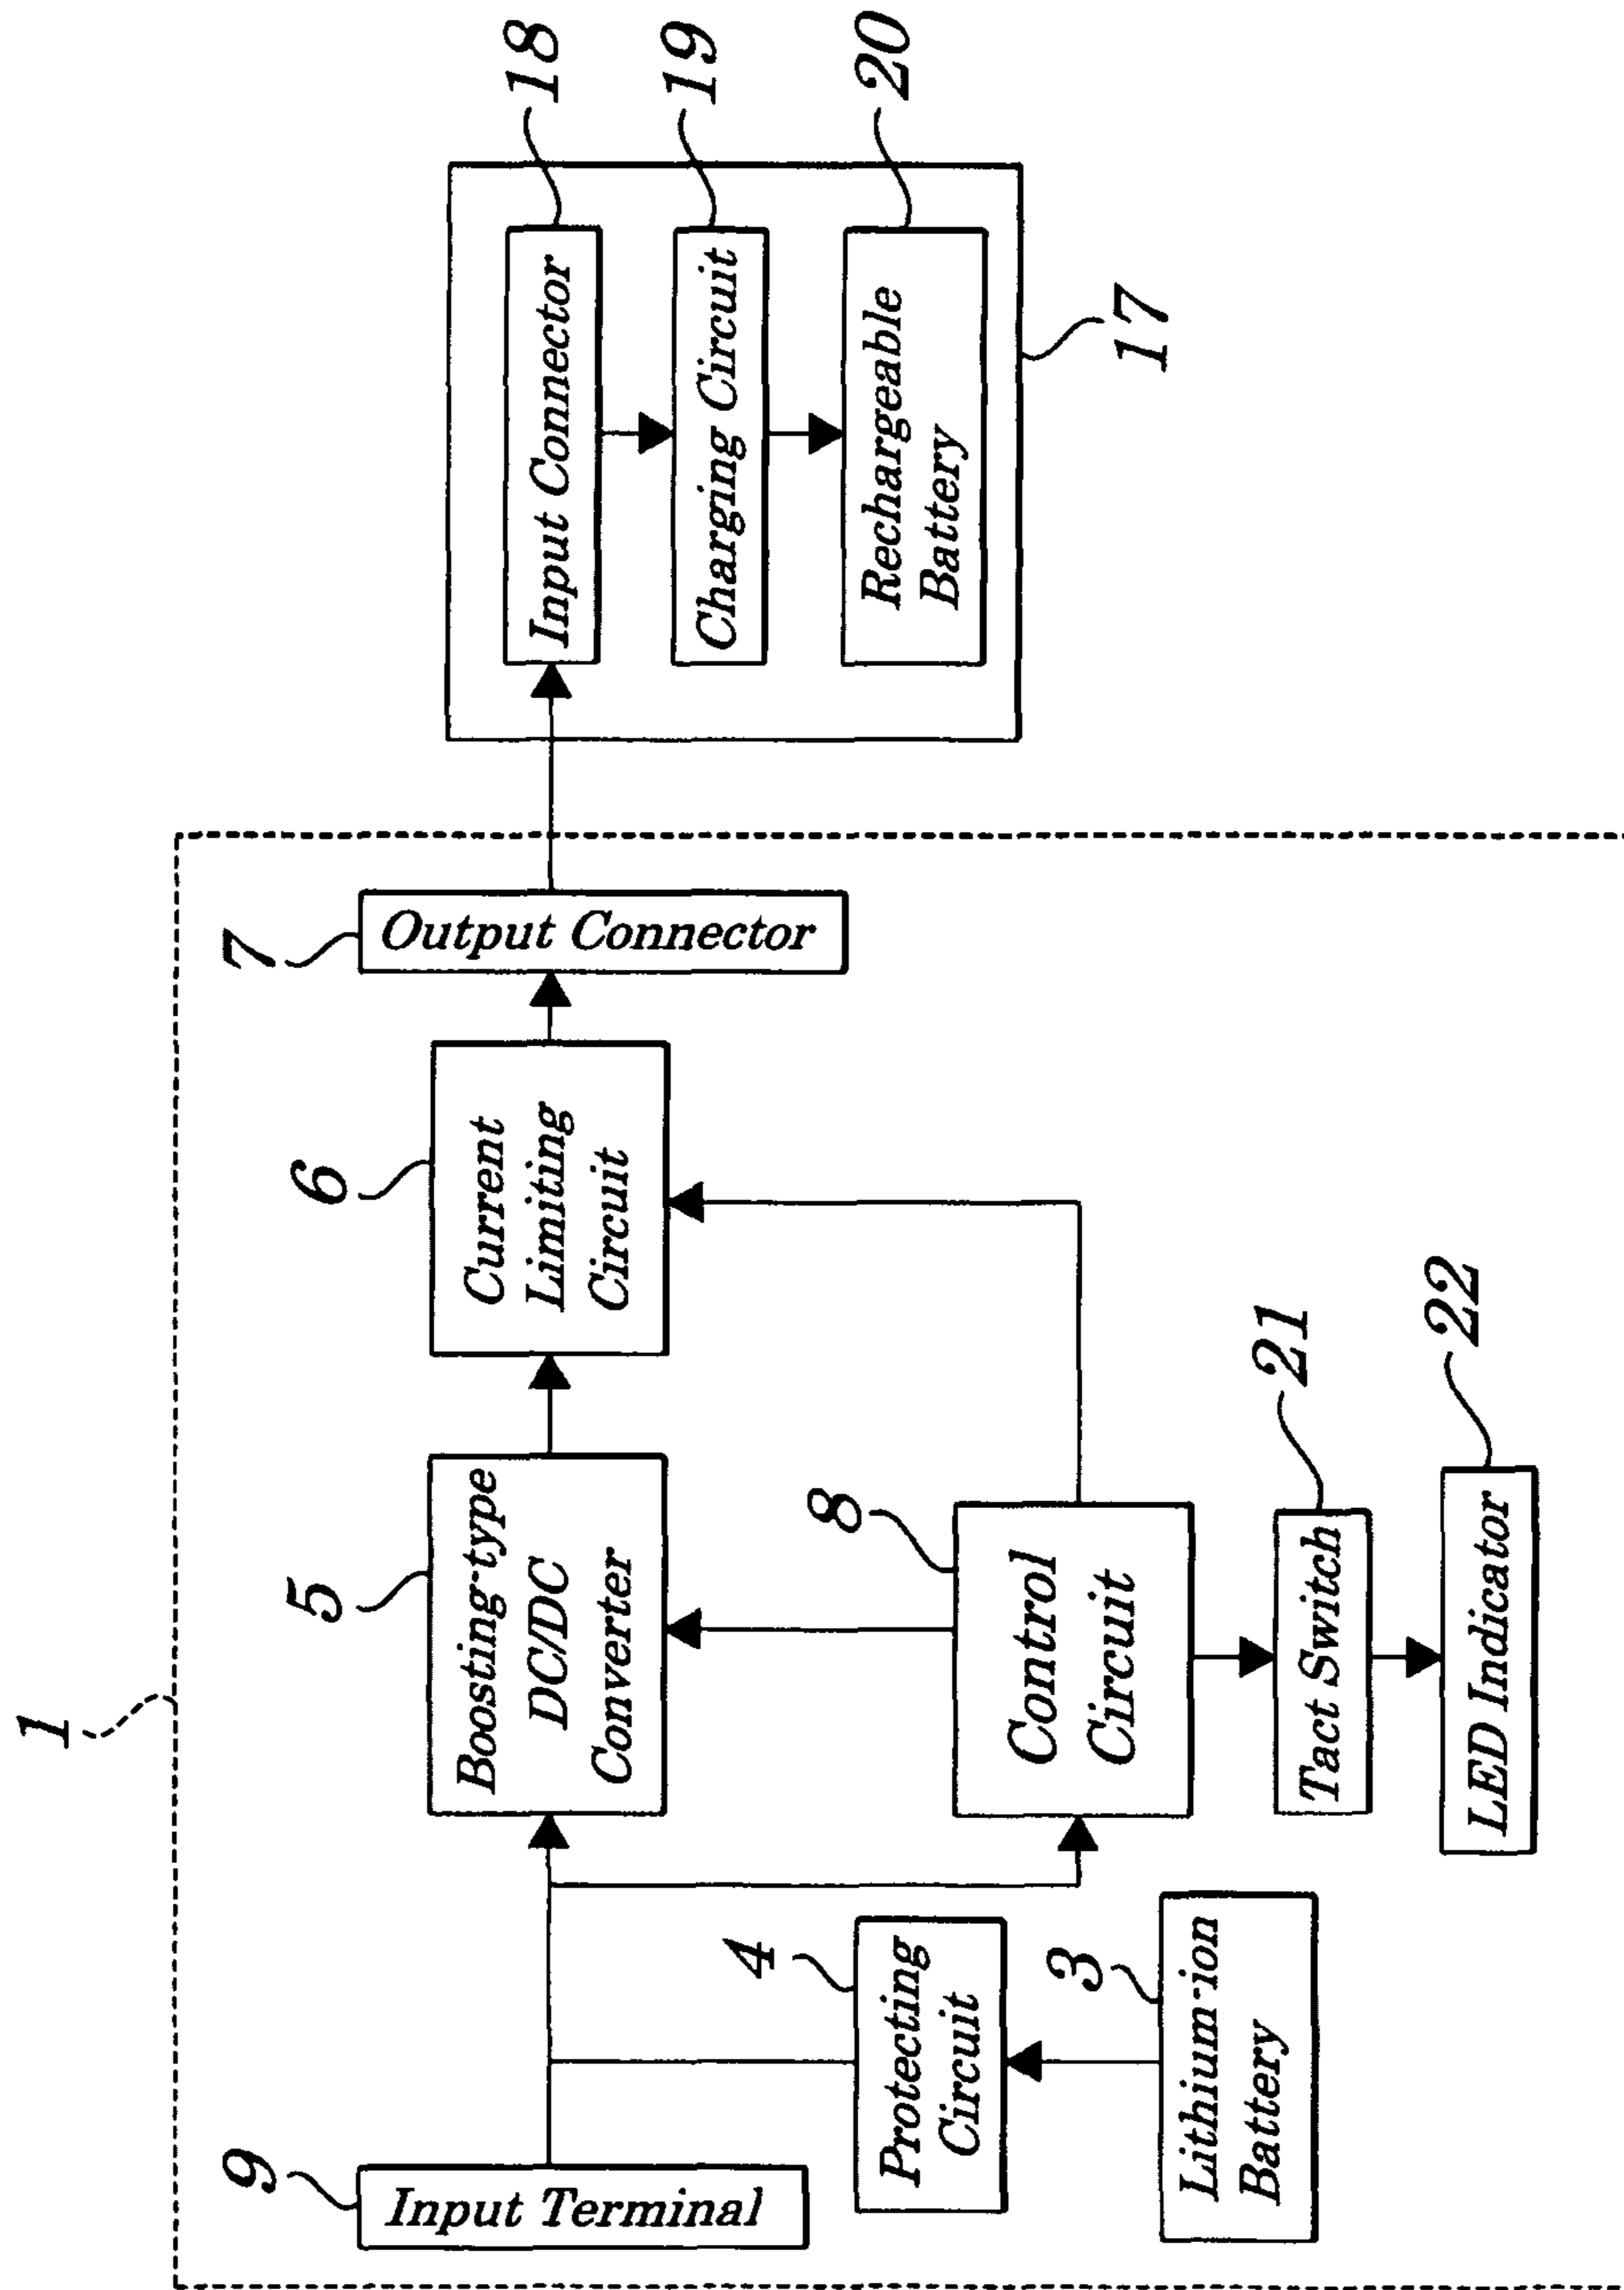 1
9
Input Terminal
4
Protecting
Circuit
3
Lithium-ion
Battery
5
Boosting-type
DC/DC
Converter
8
Control
Circuit
21
Tact Switch
22
LED Indicator
6
Current
Limiting
Circuit
7
Output Connector
18
Input Connector
19
Charging Circuit
20
Rechargeable
Battery
17